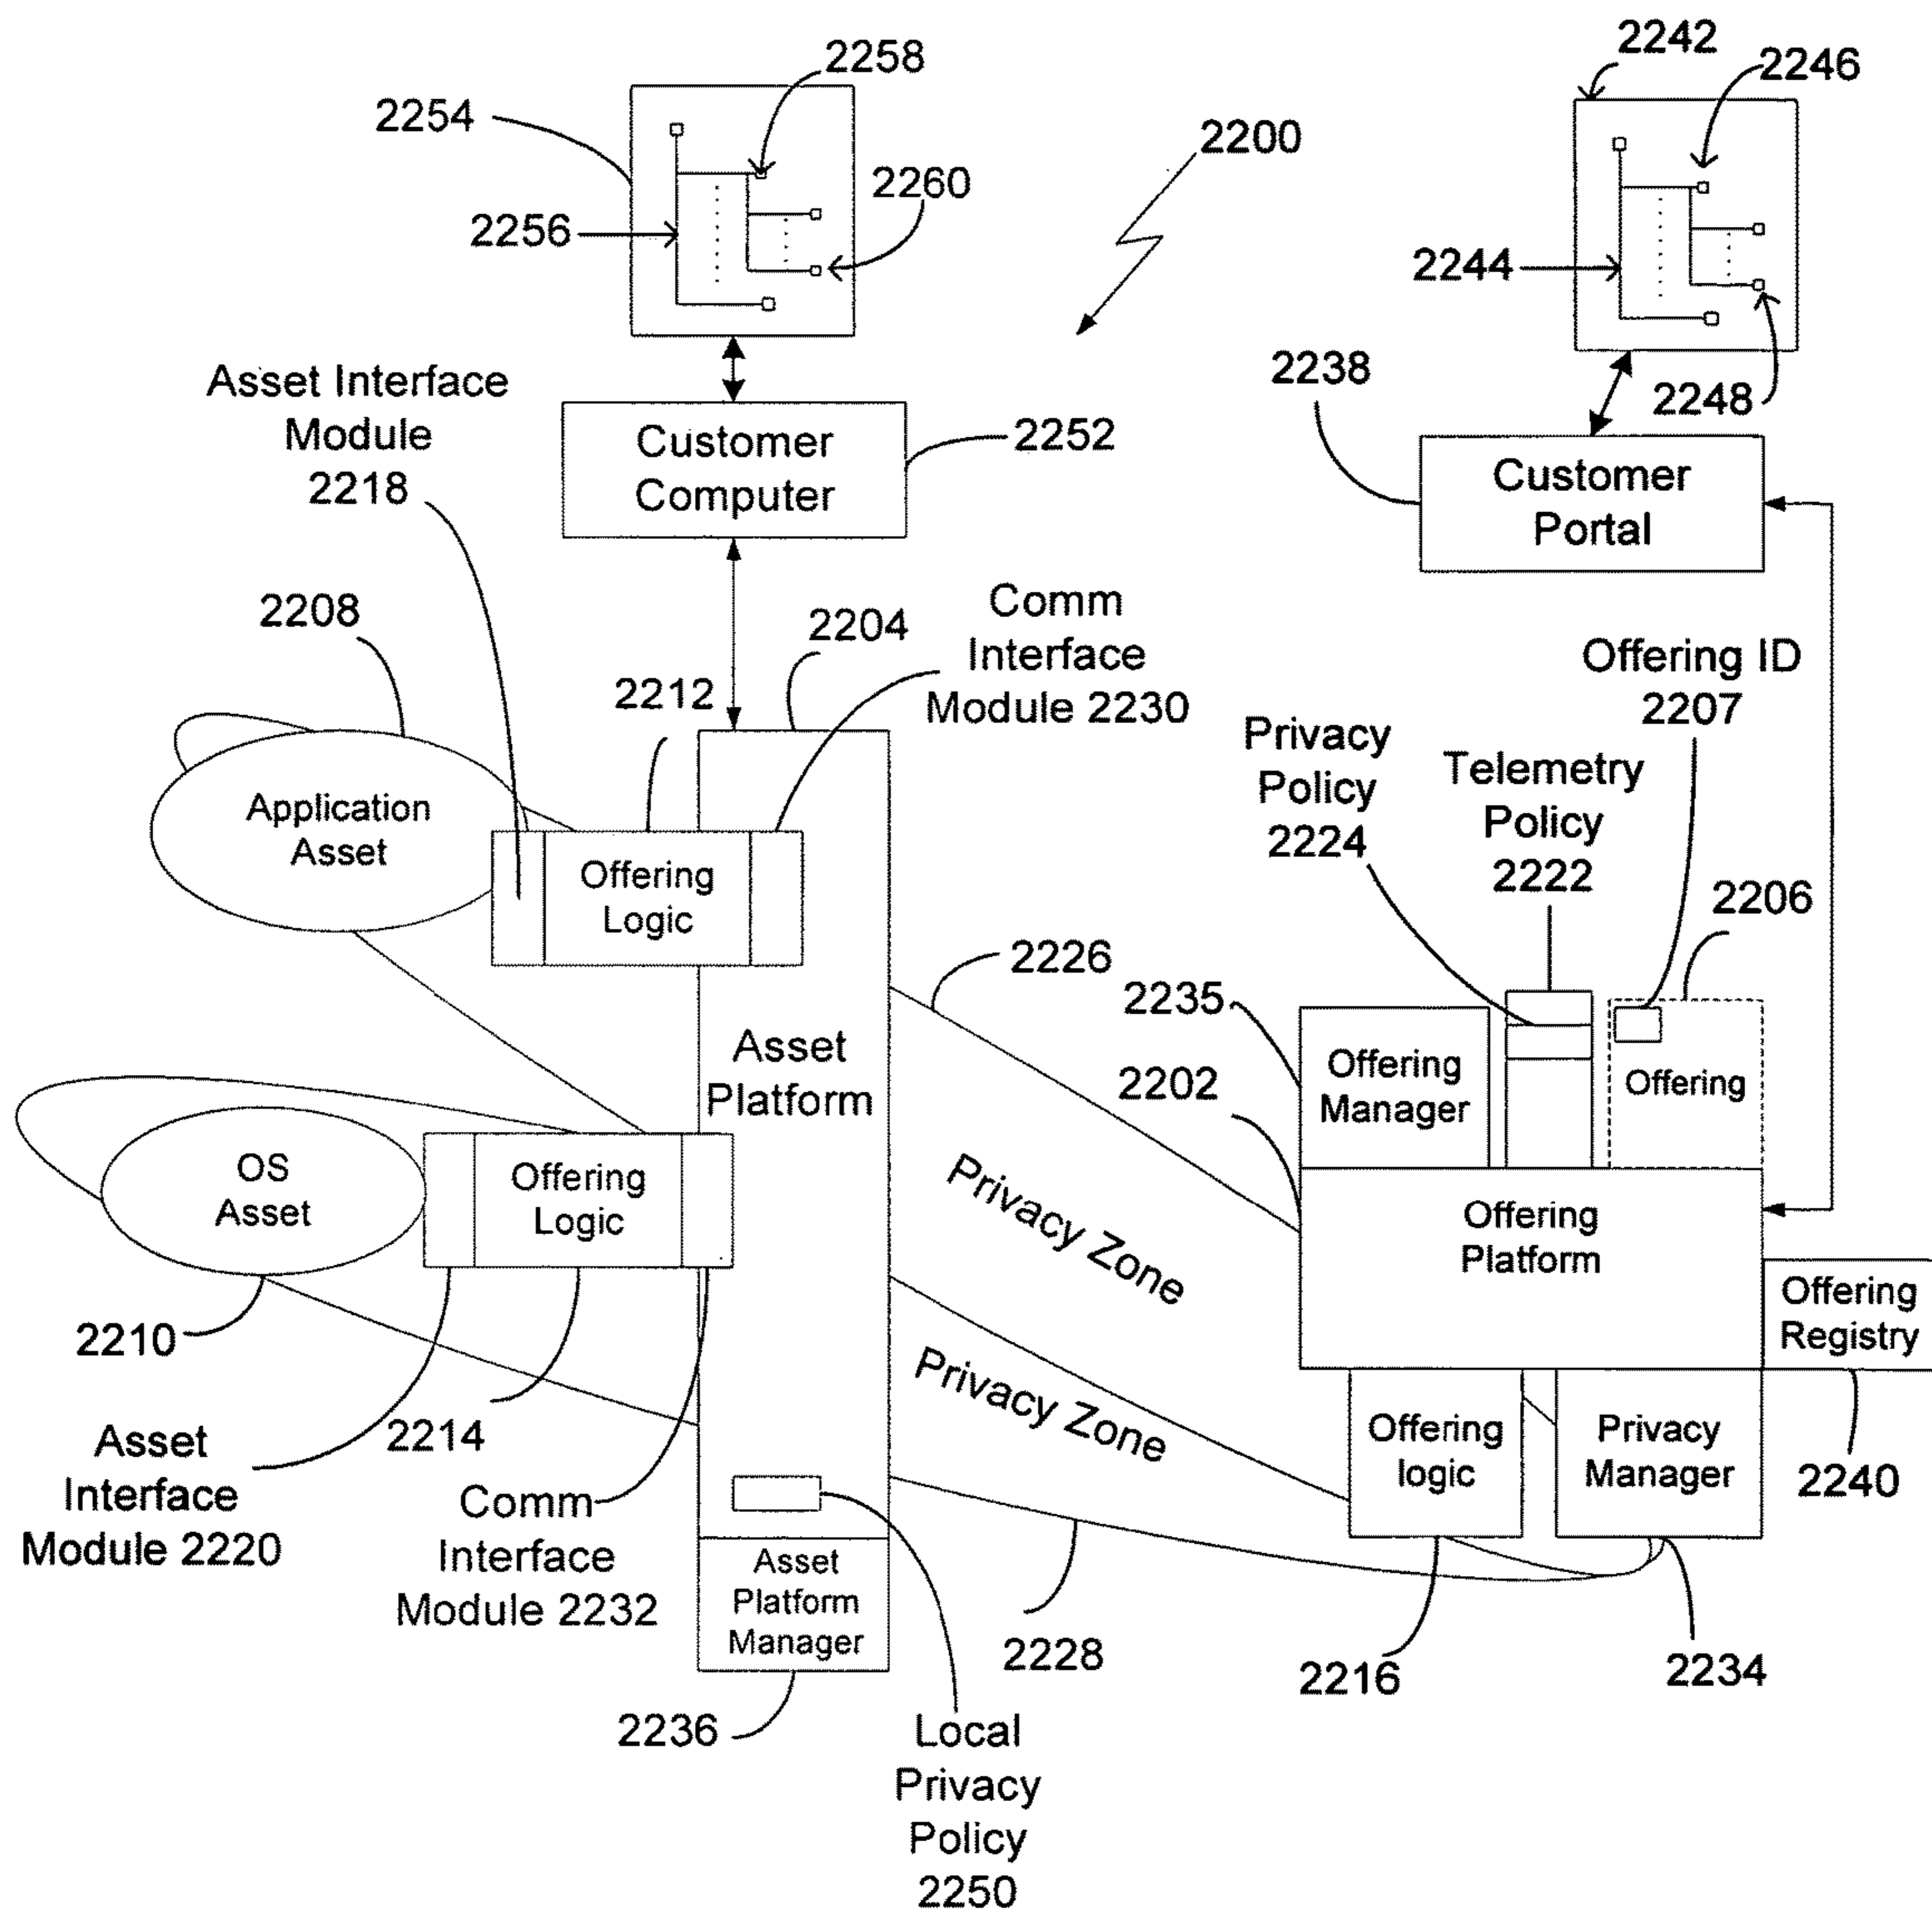 2258
2242
2246
2254
2200
2260
2256
2244
2238
2248
Asset Interface
Module
2218
Customer
Computer
2252
Customer
Portal
2208
2204
Comm
Interface
Module 2230
2212
Offering ID
2207
Privacy
Policy
2224
Telemetry
Policy
2222
2206
Application
Asset
Offering
Logic
2226
2235
Asset
Platform
Offering
Manager
Offering
2202
OS
Asset
Offering
Logic
Privacy Zone
Offering
Platform
2210
Offering
Registry
Privacy Zone
2214
Asset
Interface
Module 2220
Comm
Interface
Module 2232
Offering
logic
Privacy
Manager
2240
Asset
Platform
Manager
2228
2216
2234
2236
Local
Privacy
Policy
2250